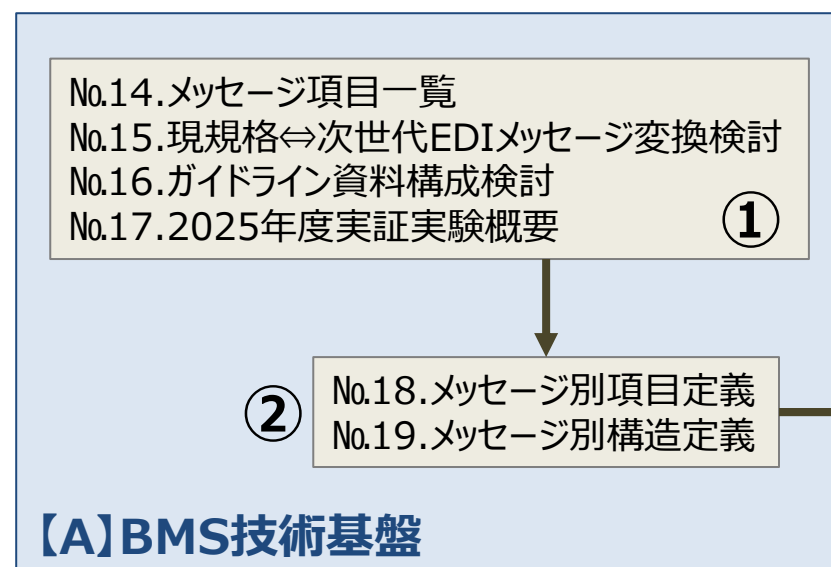 №14.メッセージ項目一覧
№15.現規格⇔次世代EDIメッセージ変換検討
№16.ガイドライン資料構成検討
№17.2025年度実証実験概要
①
№18.メッセージ別項目定義
②
№19.メッセージ別構造定義
【A】BMS技術基盤